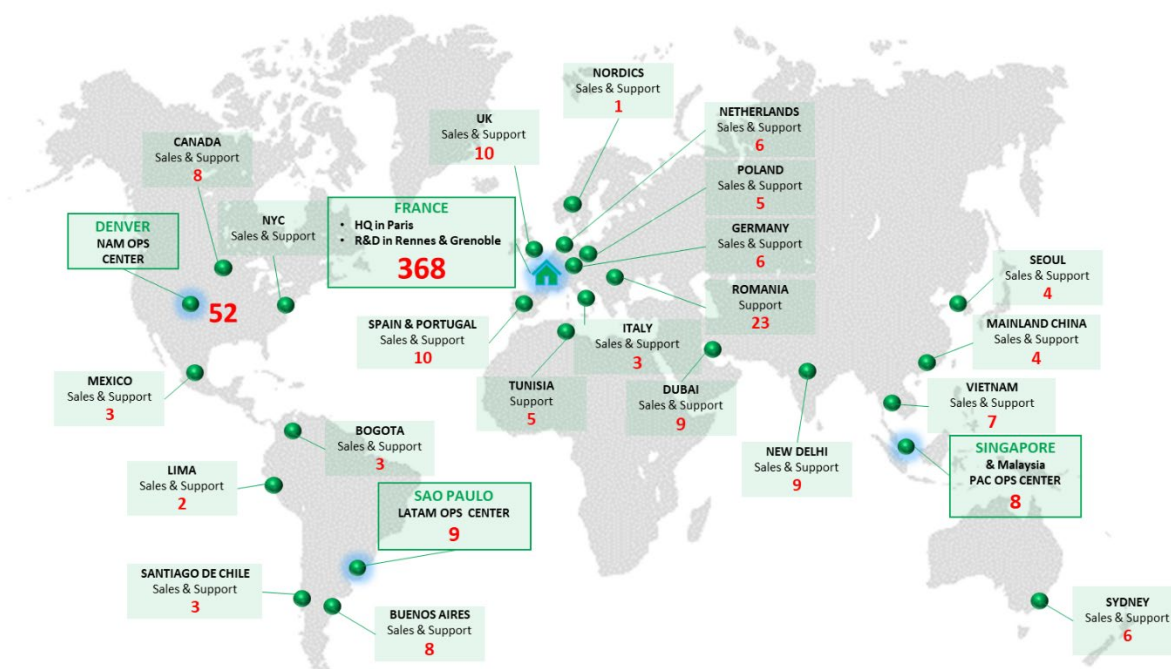 NORDICS
Sales & Support
1
UK
Sales & Support
10
NETHERLANDS
Sales & Support
6
CANADA
Sales & Support
8
POLAND
Sales & Support
5
FRANCE
• HQ in Paris
• R&D in Rennes & Grenoble
368
DENVER
NAM OPS
CENTER
NYC
Sales & Support
GERMANY
Sales & Support
6
SEOUL
Sales & Support
4
52
ROMANIA
Support
23
SPAIN & PORTUGAL
Sales & Support
10
ITALY
Sales & Support
3
MAINLAND CHINA
Sales & Support
4
MEXICO
Sales & Support
3
TUNISIA
Support
5
DUBAI
Sales & Support
9
VIETNAM
Sales & Support
7
BOGOTA
Sales & Support
3
NEW DELHI
Sales & Support
9
SINGAPORE
& Malaysia
PAC OPS CENTER
8
LIMA
Sales & Support
2
SAO PAULO
LATAM OPS CENTER
9
SANTIAGO DE CHILE
Sales & Support
3
BUENOS AIRES
Sales & Support
8
SYDNEY
Sales & Support
6